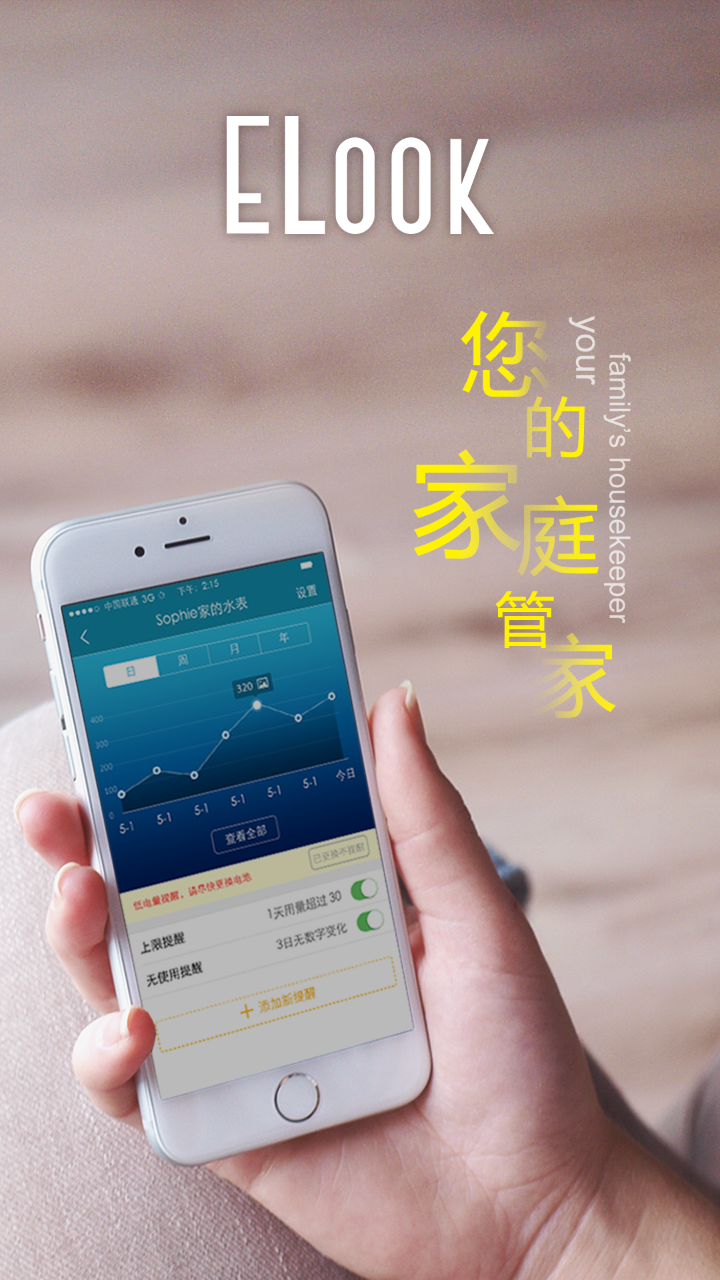 ELOOK
您的家庭管家
your
family's housekeeper
中国联通 3G 下午: 2:15
Sophie家的水表 设置
日 周 月 年
320
400
300
200
100
0
5-1 5-1 5-1 5-1 5-1 5-1 今日
查看全部
低电量提醒，请尽快更换电池 已更换不提醒
上限提醒 1天用量超过 30
无使用提醒 3日无数字变化
+ 添加新提醒